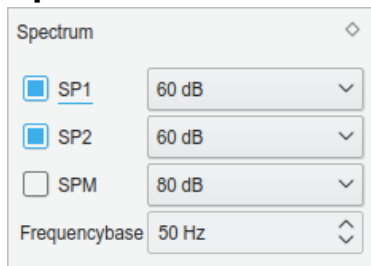 Spectrum
SP1 60 dB
SP2 60 dB
SPM 80 dB
Frequencybase 50 Hz